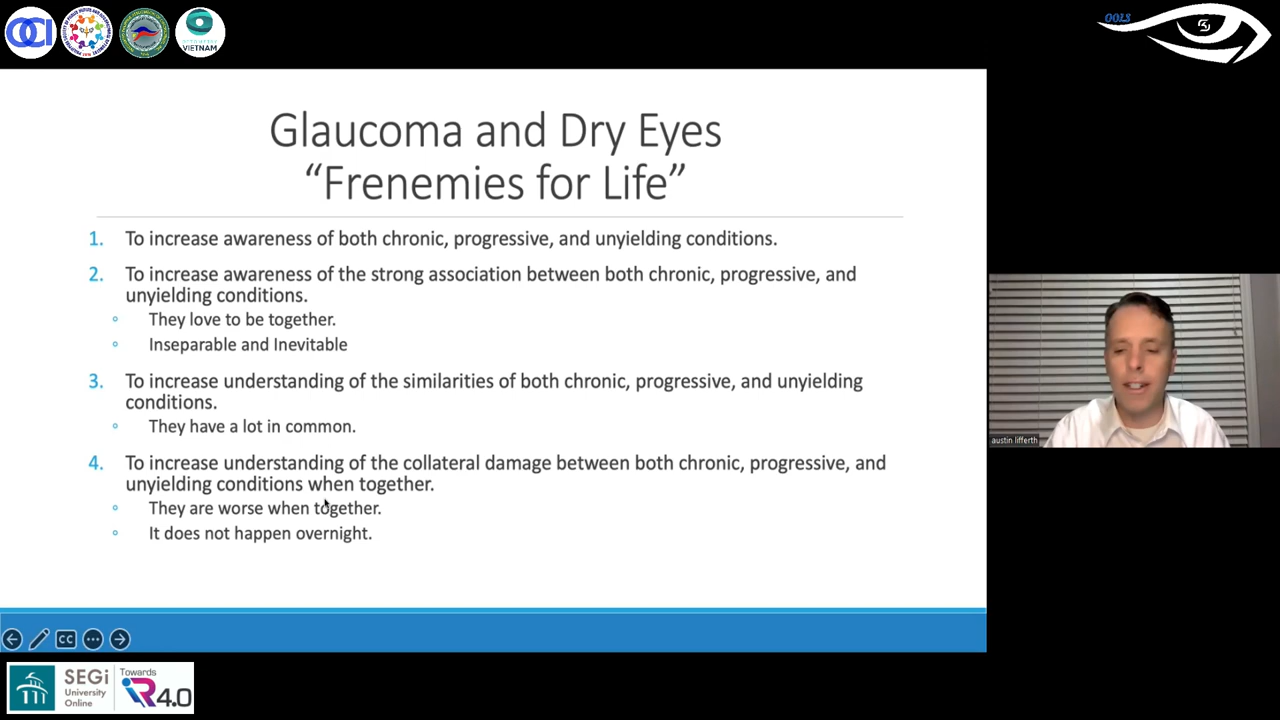 OCI
VIETNAM
OOLS
Glaucoma and Dry Eyes
“Frenemies for Life”
1. To increase awareness of both chronic, progressive, and unyielding conditions.
2. To increase awareness of the strong association between both chronic, progressive, and
unyielding conditions.
They love to be together.
Inseparable and Inevitable
3. To increase understanding of the similarities of both chronic, progressive, and unyielding
conditions.
They have a lot in common.
4. To increase understanding of the collateral damage between both chronic, progressive, and
unyielding conditions when together.
They are worse when together.
It does not happen overnight.
austin lifferth
CC
SEGi
University
Online
Towards
iR4.0